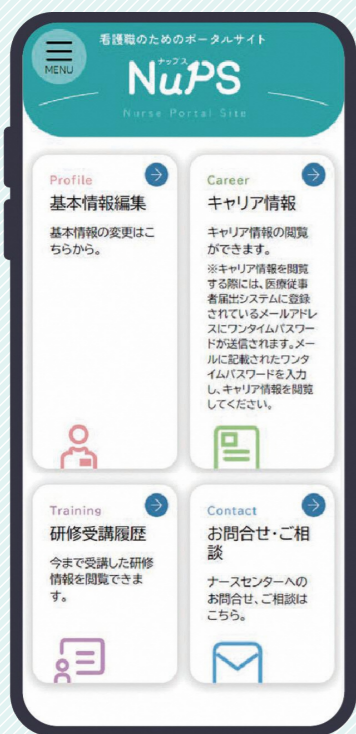 MENU
看護職のためのポータルサイト
ナップス
NuPS
Nurse Portal Site
Profile
基本情報編集
基本情報の変更はこ
ちらから。
Career
キャリア情報
キャリア情報の閲覧
ができます。
※キャリア情報を閲覧
する際には、医療従事
者届出システムに登録
されているメールアドレ
スにワンタイムパスワー
ドが送信されます。メー
ルに記載されたワンタ
イムパスワードを入力
し、キャリア情報を閲覧
してください。
Training
研修受講履歴
今まで受講した研修
情報を閲覧できま
す。
Contact
お問合せ・ご相
談
ナースセンターへの
お問合せ、ご相談は
こちら。